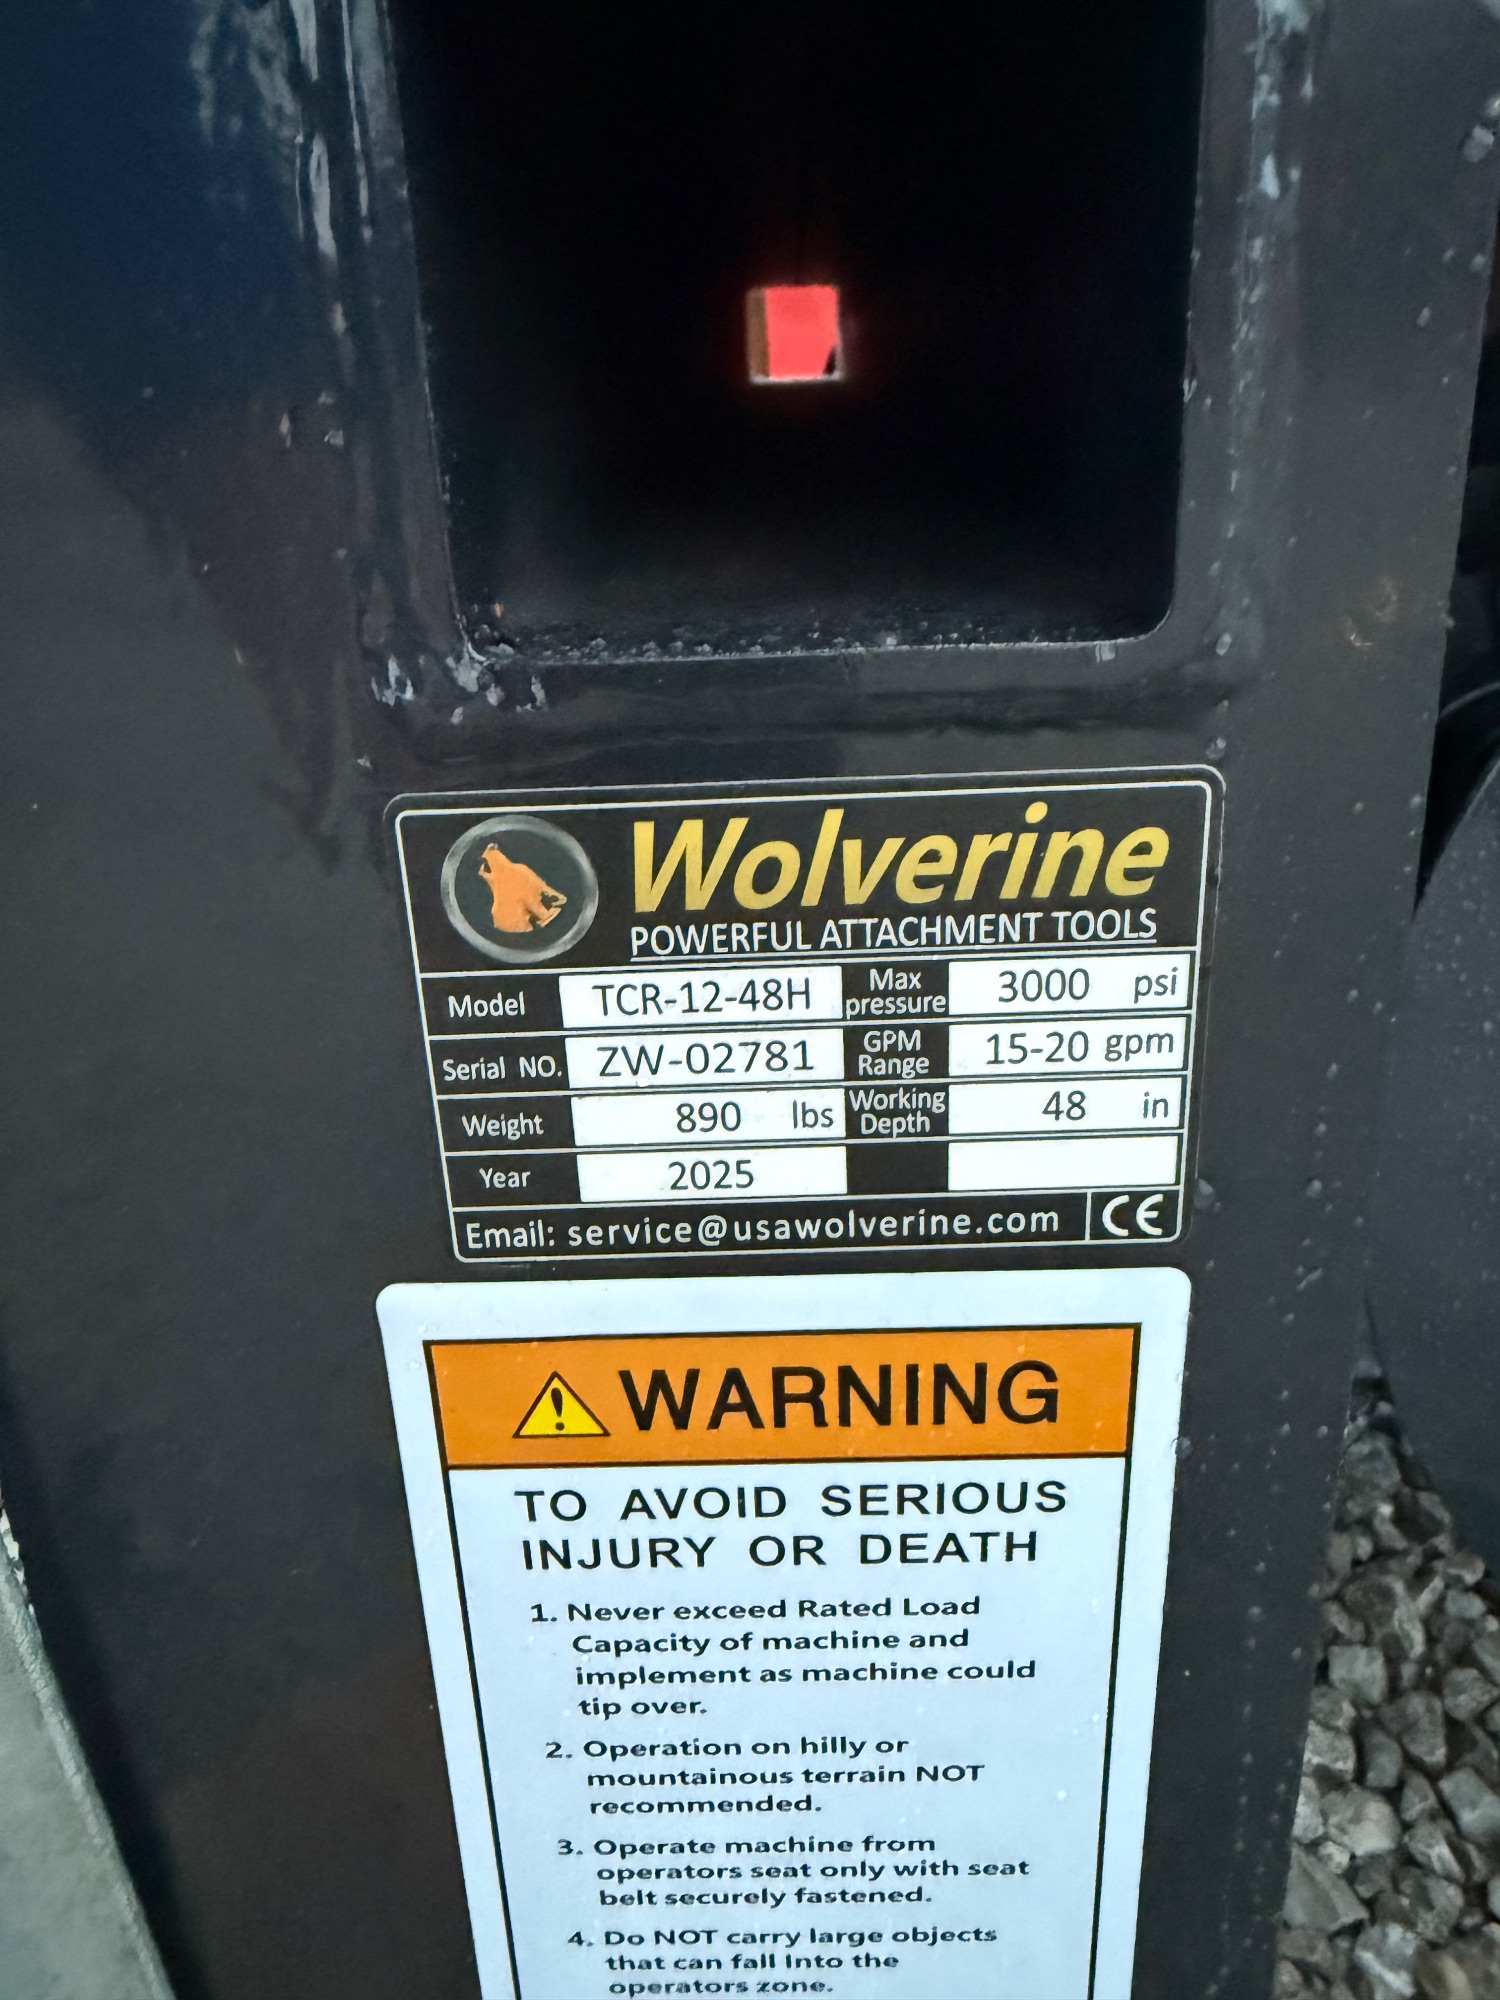 Wolverine
POWERFUL ATTACHMENT TOOLS
Model TCR-12-48H Max pressure 3000 psi
Serial NO. ZW-02781 GPM Range 15-20 gpm
Weight 890 lbs Working Depth 48 in
Year 2025
Email: service@usawolverine.com CE
WARNING
TO AVOID SERIOUS
INJURY OR DEATH
1. Never exceed Rated Load
Capacity of machine and
implement as machine could
tip over.
2. Operation on hilly or
mountainous terrain NOT
recommended.
3. Operate machine from
operators seat only with seat
belt securely fastened.
4. Do NOT carry large objects
that can fall into the
operators zone.